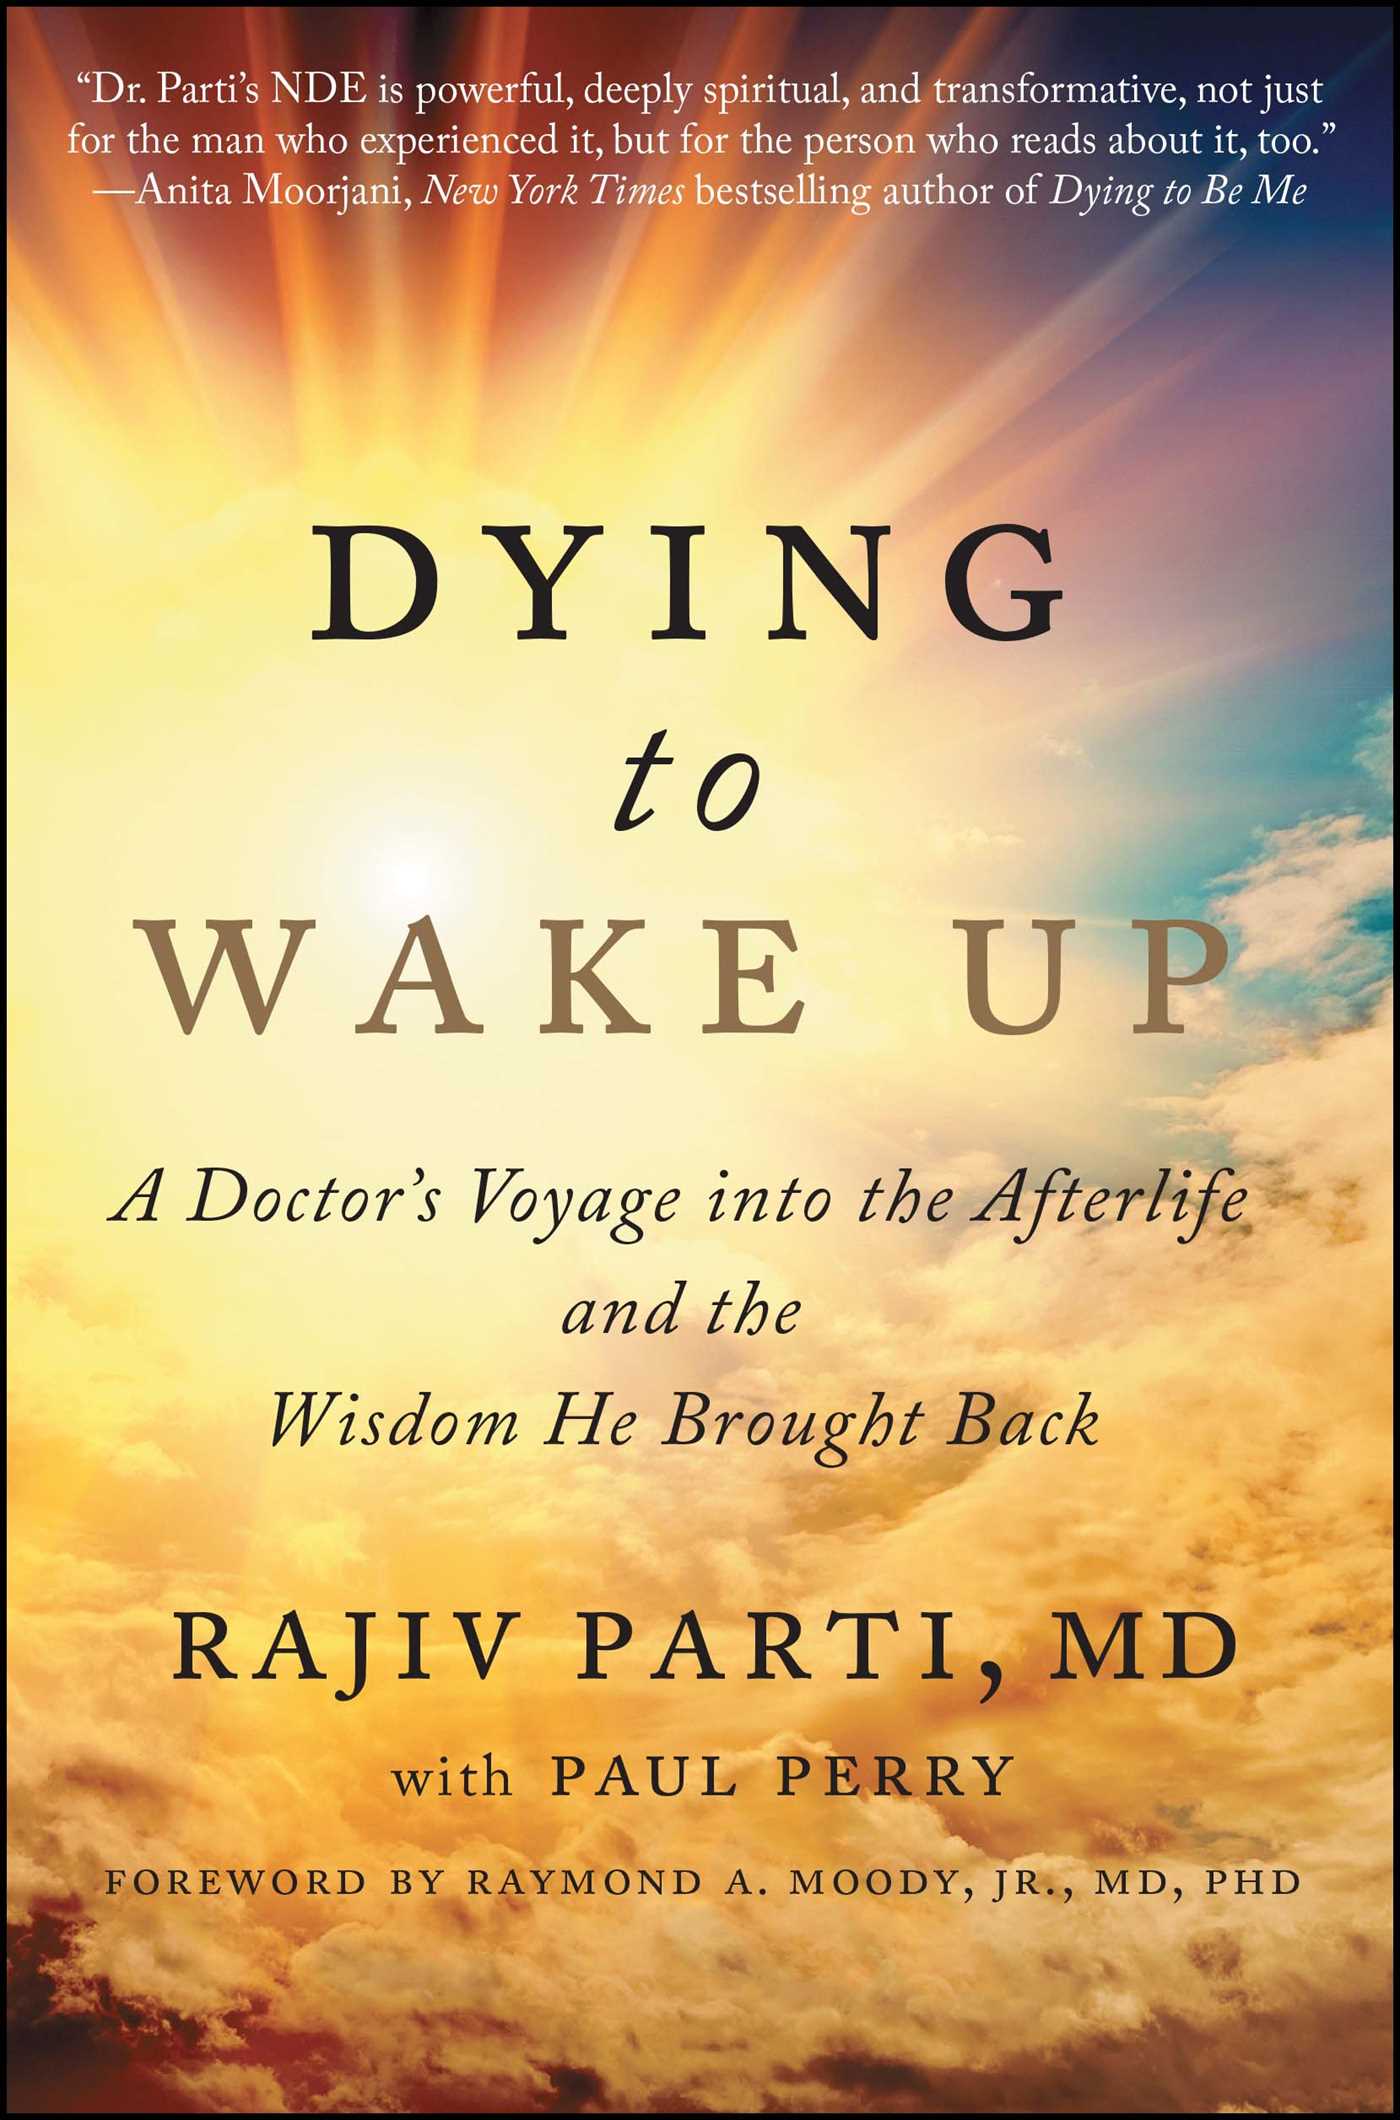 “Dr. Parti’s NDE is powerful, deeply spiritual, and transformative, not just
for the man who experienced it, but for the person who reads about it, too.”
—Anita Moorjani, New York Times bestselling author of Dying to Be Me
DYING
to
WAKE UP
A Doctor’s Voyage into the Afterlife
and the
Wisdom He Brought Back
RAJIV PARTI, MD
with PAUL PERRY
FOREWORD BY RAYMOND A. MOODY, JR., MD, PHD